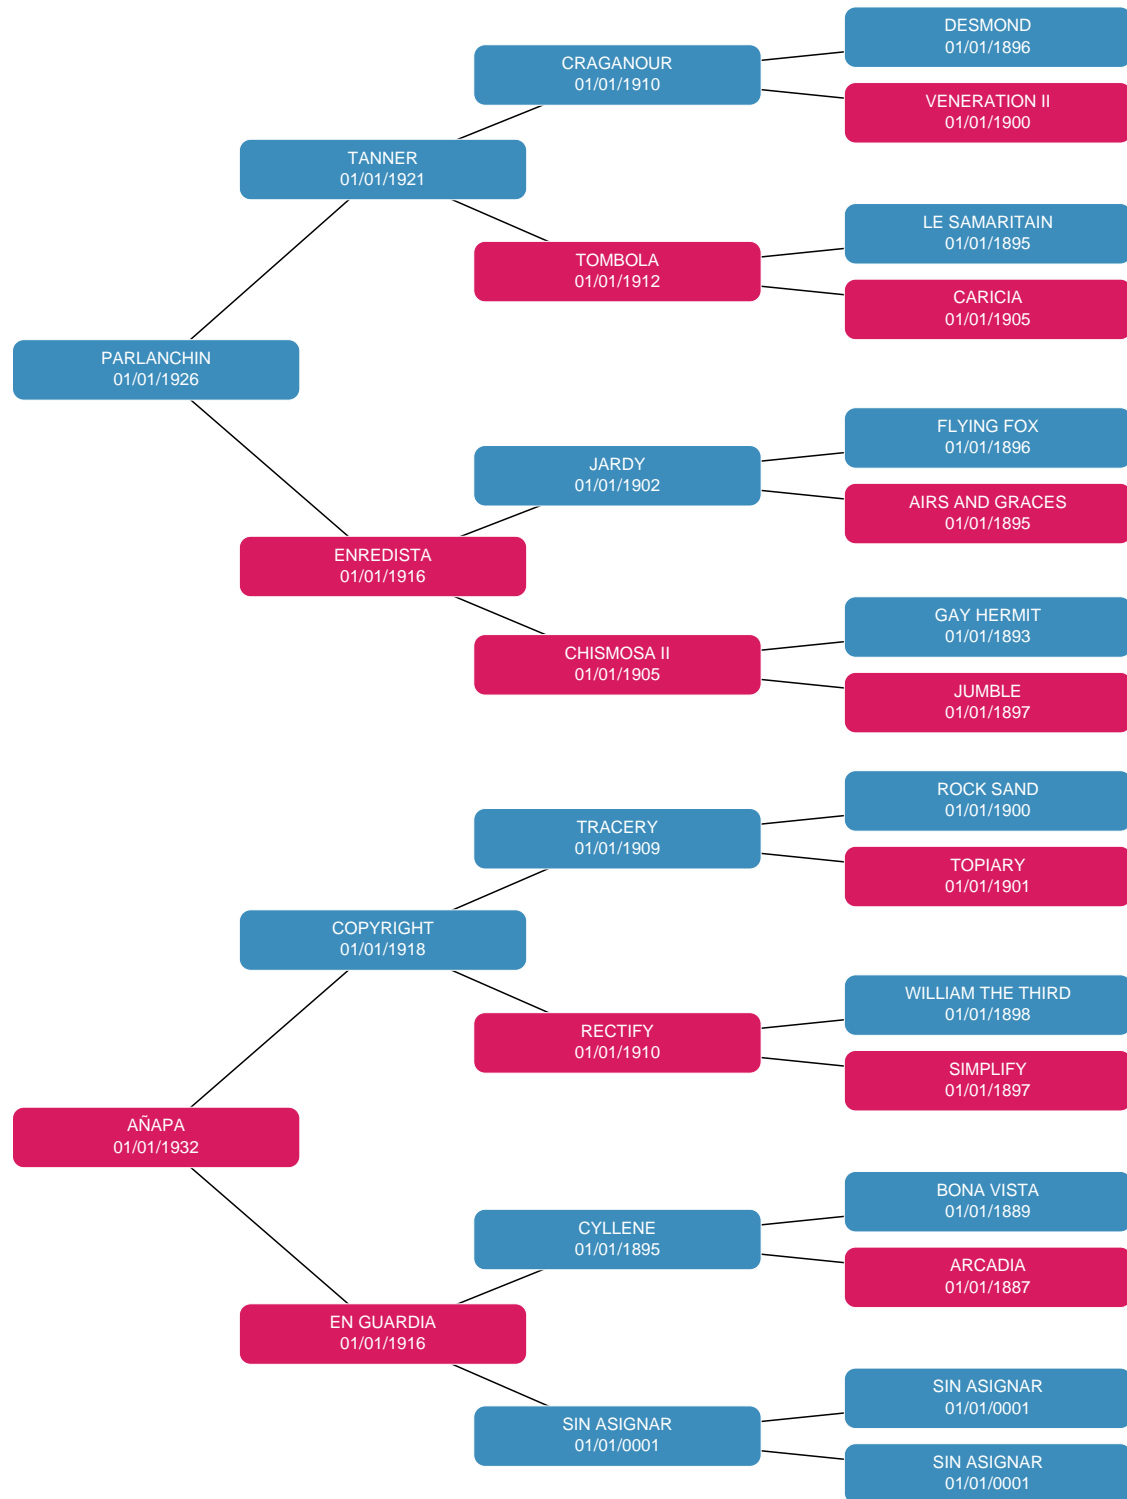 DESMOND
01/01/1896
CRAGANOUR
01/01/1910
VENERATION II
01/01/1900
TANNER
01/01/1921
LE SAMARITAIN
01/01/1895
TOMBOLA
01/01/1912
CARICIA
01/01/1905
PARLANCHIN
01/01/1926
FLYING FOX
01/01/1896
JARDY
01/01/1902
AIRS AND GRACES
01/01/1895
ENREDISTA
01/01/1916
GAY HERMIT
01/01/1893
CHISMOSA II
01/01/1905
JUMBLE
01/01/1897
ROCK SAND
01/01/1900
TRACERY
01/01/1909
TOPIARY
01/01/1901
COPYRIGHT
01/01/1918
WILLIAM THE THIRD
01/01/1898
RECTIFY
01/01/1910
SIMPLIFY
01/01/1897
AÑAPA
01/01/1932
BONA VISTA
01/01/1889
CYLLENE
01/01/1895
ARCADIA
01/01/1887
EN GUARDIA
01/01/1916
SIN ASIGNAR
01/01/0001
SIN ASIGNAR
01/01/0001
SIN ASIGNAR
01/01/0001